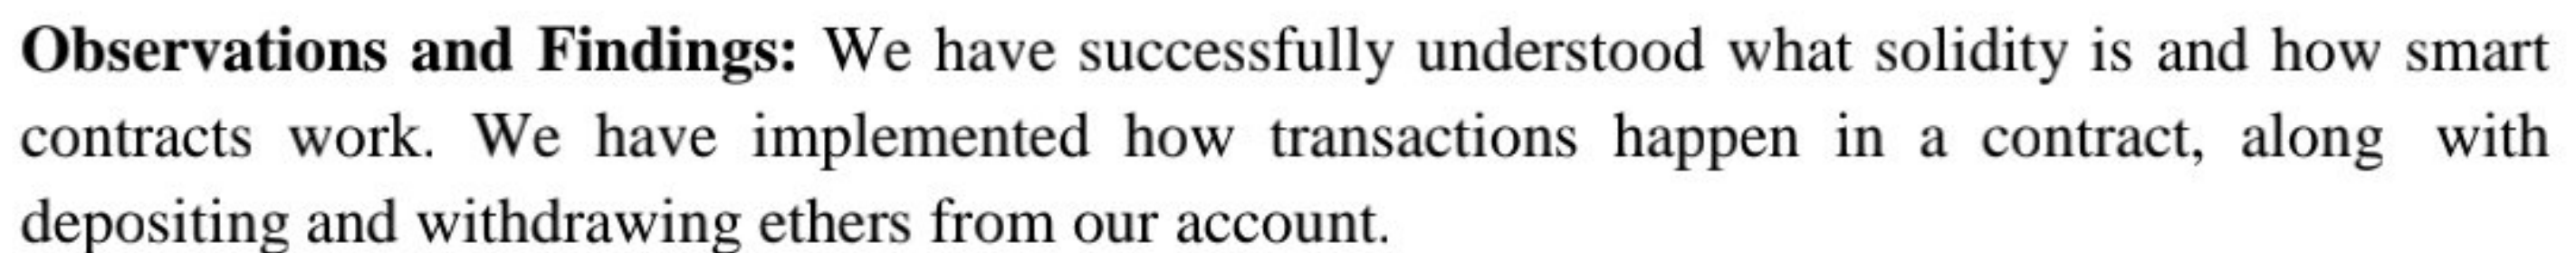 Observations and Findings: We have successfully understood what solidity is and how smart
contracts work. We have implemented how transactions happen in a contract, along with
depositing and withdrawing ethers from our account.